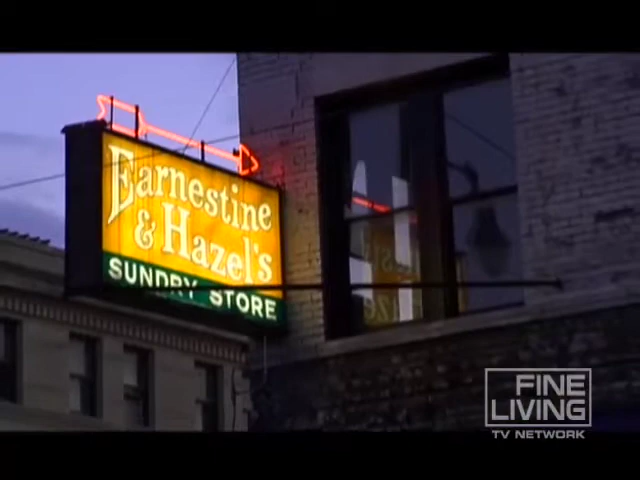 Earnestine
& Hazel's
SUNDRY STORE
FINE
LIVING
TV NETWORK